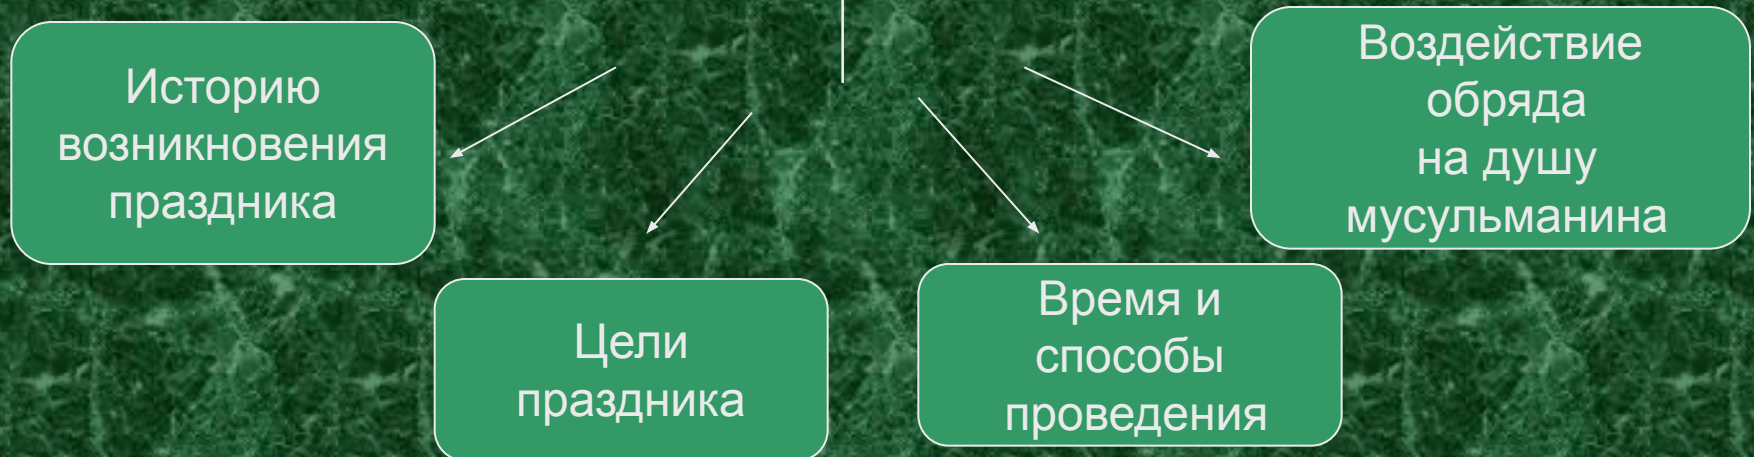 Историю
возникновения
праздника
Цели
праздника
Время и
способы
проведения
Воздействие
обряда
на душу
мусульманина